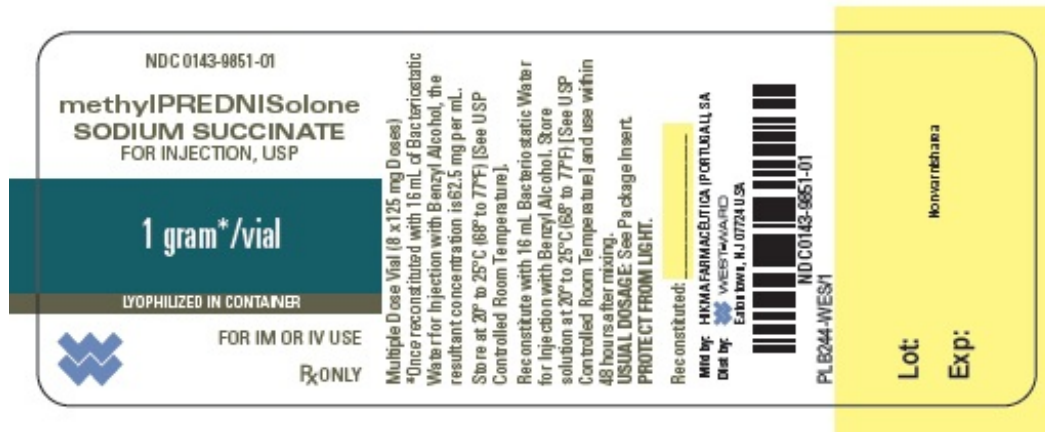 NDC 0143-9851-01
methylPREDNISolone
SODIUM SUCCINATE
FOR INJECTION, USP
1 gram*/vial
LYOPHILIZED IN CONTAINER
FOR IM OR IV USE
Rx ONLY
Multiple Dose Vial (8 x 125 mg Doses)
*Once reconstituted with 16 mL of Bacteriostatic
Water for Injection with Benzyl Alcohol, the
resultant concentration is 62.5 mg per mL.
Store at 20° to 25°C (68° to 77°F) [See USP
Controlled Room Temperature].
Reconstitute with 16 mL Bacteriostatic Water
for Injection with Benzyl Alcohol. Store
solution at 20° to 25°C (68° to 77°F) [See USP
Controlled Room Temperature] and use within
48 hours after mixing.
USUAL DOSAGE: See Package Insert.
PROTECT FROM LIGHT.
Reconstituted:
Mfd by: HIKMA FARMACÊUTICA (PORTUGAL), SA
Dist by: WEST-WARD
Eatontown, NJ 07724 USA
NDC0143-9851-01
PLB244-WES/1
Lot:
Exp:
Nonvarnish area